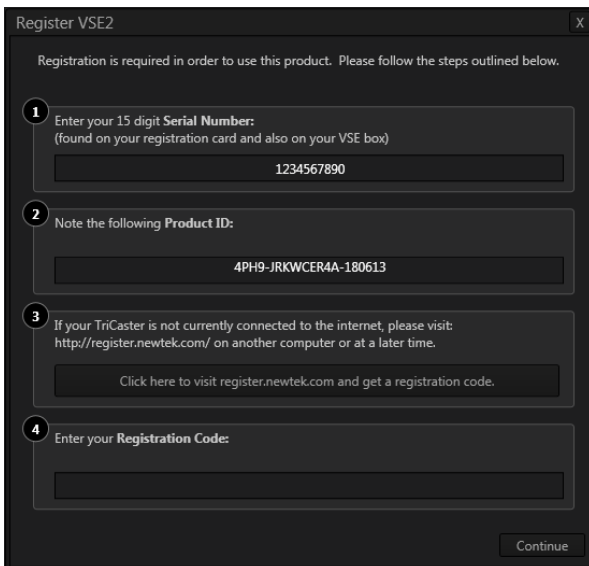 Register VSE2
X
Registration is required in order to use this product. Please follow the steps outlined below.
1
Enter your 15 digit Serial Number:
(found on your registration card and also on your VSE box)
1234567890
2
Note the following Product ID:
4PH9-JRKWCER4A-180613
3
If your TriCaster is not currently connected to the internet, please visit:
http://register.newtek.com/ on another computer or at a later time.
Click here to visit register.newtek.com and get a registration code.
4
Enter your Registration Code:
Continue